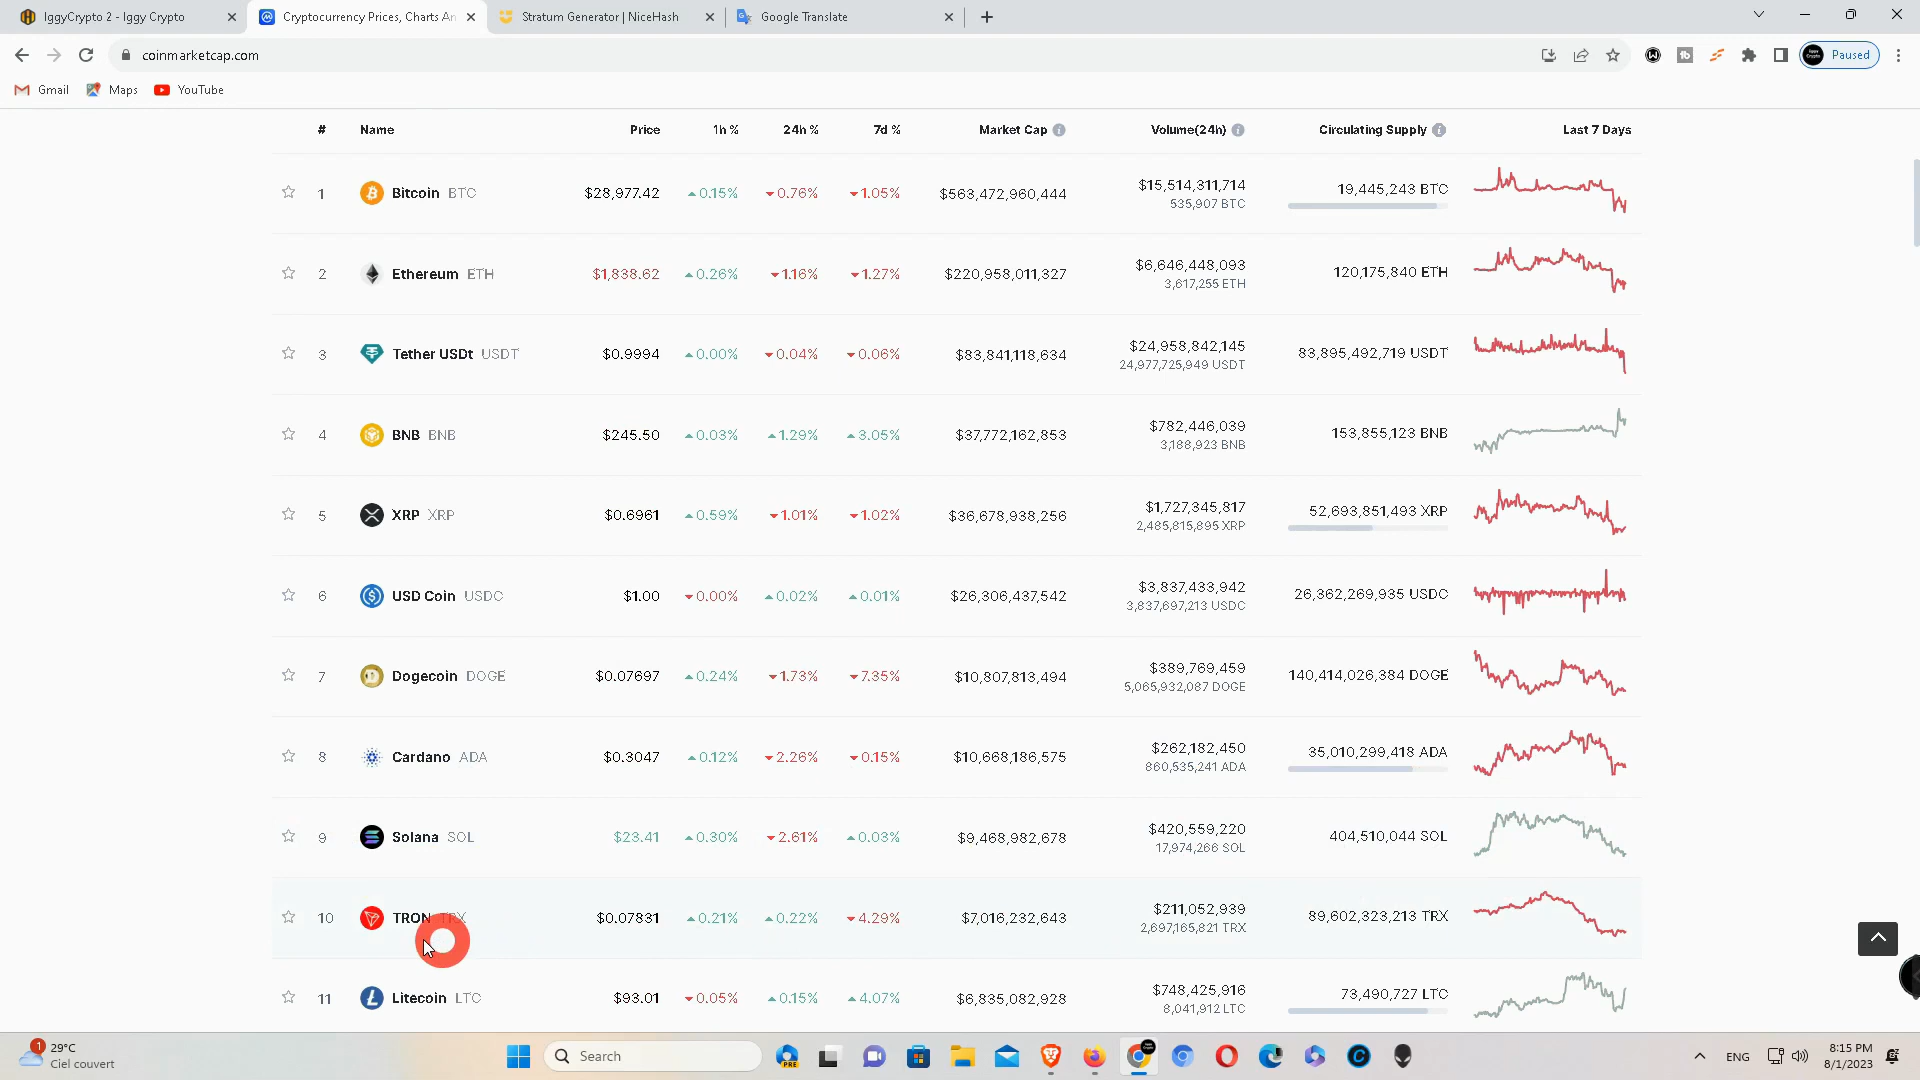 IggyCrypto 2 - Iggy Crypto
Cryptocurrency Prices, Charts An
Stratum Generator | NiceHash
Google Translate
coinmarketcap.com
Paused
Gmail Maps YouTube
# Name Price 1h % 24h % 7d % Market Cap Volume(24h) Circulating Supply Last 7 Days
1 Bitcoin BTC $28,977.42 0.15% 0.76% 1.05% $563,472,960,444 $15,514,311,714 19,445,243 BTC
535,907 BTC
2 Ethereum ETH $1,838.62 0.26% 1.16% 1.27% $220,958,011,327 $6,646,448,093 120,175,840 ETH
3,617,255 ETH
3 Tether USDt USDT $0.9994 0.00% 0.04% 0.06% $83,841,118,634 $24,958,842,145 83,895,492,719 USDT
24,977,725,949 USDT
4 BNB BNB $245.50 0.03% 1.29% 3.05% $37,772,162,853 $782,446,039 153,855,123 BNB
3,188,923 BNB
5 XRP XRP $0.6961 0.59% 1.01% 1.02% $36,678,938,256 $1,727,345,817 52,693,851,493 XRP
2,485,815,895 XRP
6 USD Coin USDC $1.00 0.00% 0.02% 0.01% $26,306,437,542 $3,837,433,942 26,362,269,935 USDC
3,837,697,213 USDC
7 Dogecoin DOGE $0.07697 0.24% 1.73% 7.35% $10,807,813,494 $389,769,459 140,414,026,384 DOGE
5,065,932,087 DOGE
8 Cardano ADA $0.3047 0.12% 2.26% 0.15% $10,668,186,575 $262,182,450 35,010,299,418 ADA
860,535,241 ADA
9 Solana SOL $23.41 0.30% 2.61% 0.03% $9,468,982,678 $420,559,220 404,510,044 SOL
17,974,266 SOL
10 TRON TRX $0.07831 0.21% 0.22% 4.29% $7,016,232,643 $211,052,939 89,602,323,213 TRX
2,697,165,821 TRX
11 Litecoin LTC $93.01 0.05% 0.15% 4.07% $6,835,082,928 $748,425,916 73,490,727 LTC
8,041,912 LTC
1
29°C
Ciel couvert
Search
PRE
ENG
8:15 PM
8/1/2023